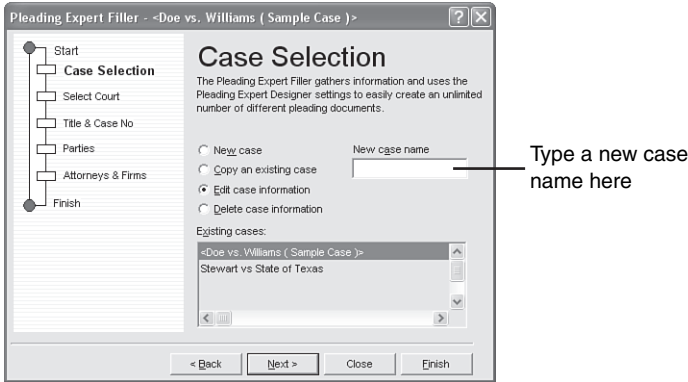 Pleading Expert Filler - <Doe vs. Williams ( Sample Case )>
Start
Case Selection
Select Court
Title & Case No
Parties
Attorneys & Firms
Finish
Case Selection
The Pleading Expert Filler gathers information and uses the
Pleading Expert Designer settings to easily create an unlimited
number of different pleading documents.
New case
Copy an existing case
Edit case information
Delete case information
New case name
Existing cases:
<Doe vs. Williams ( Sample Case )>
Stewart vs State of Texas
< Back
Next >
Close
Finish
Type a new case
name here